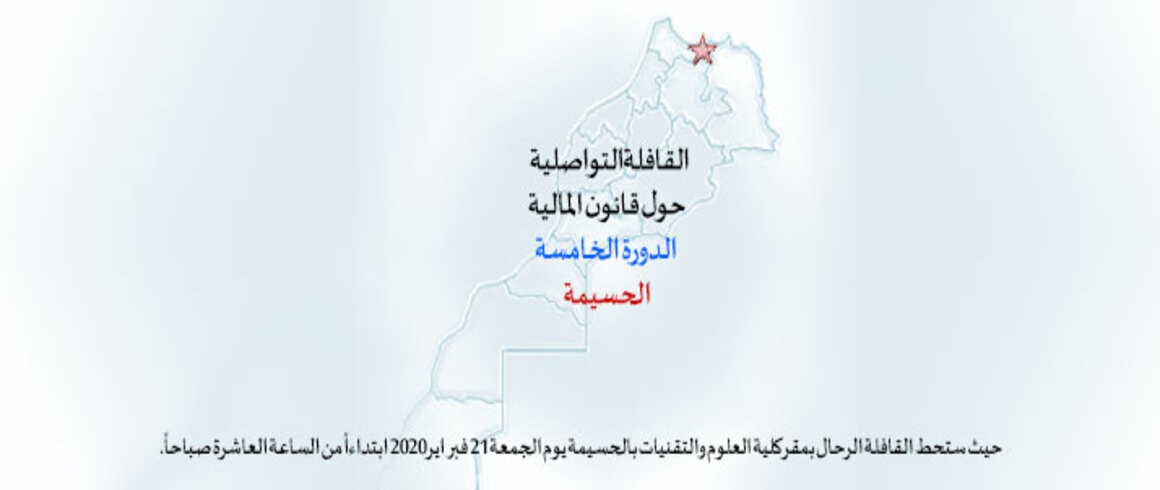 القافلة التواصلية
حول قانون المالية
الدورة الخامسة
الحسيمة
حيث ستحط القافلة الرحال بمقر كلية العلوم والتقنيات بالحسيمة يوم الجمعة 21 فبراير 2020 ابتداءاً من الساعة العاشرة صباحاً.